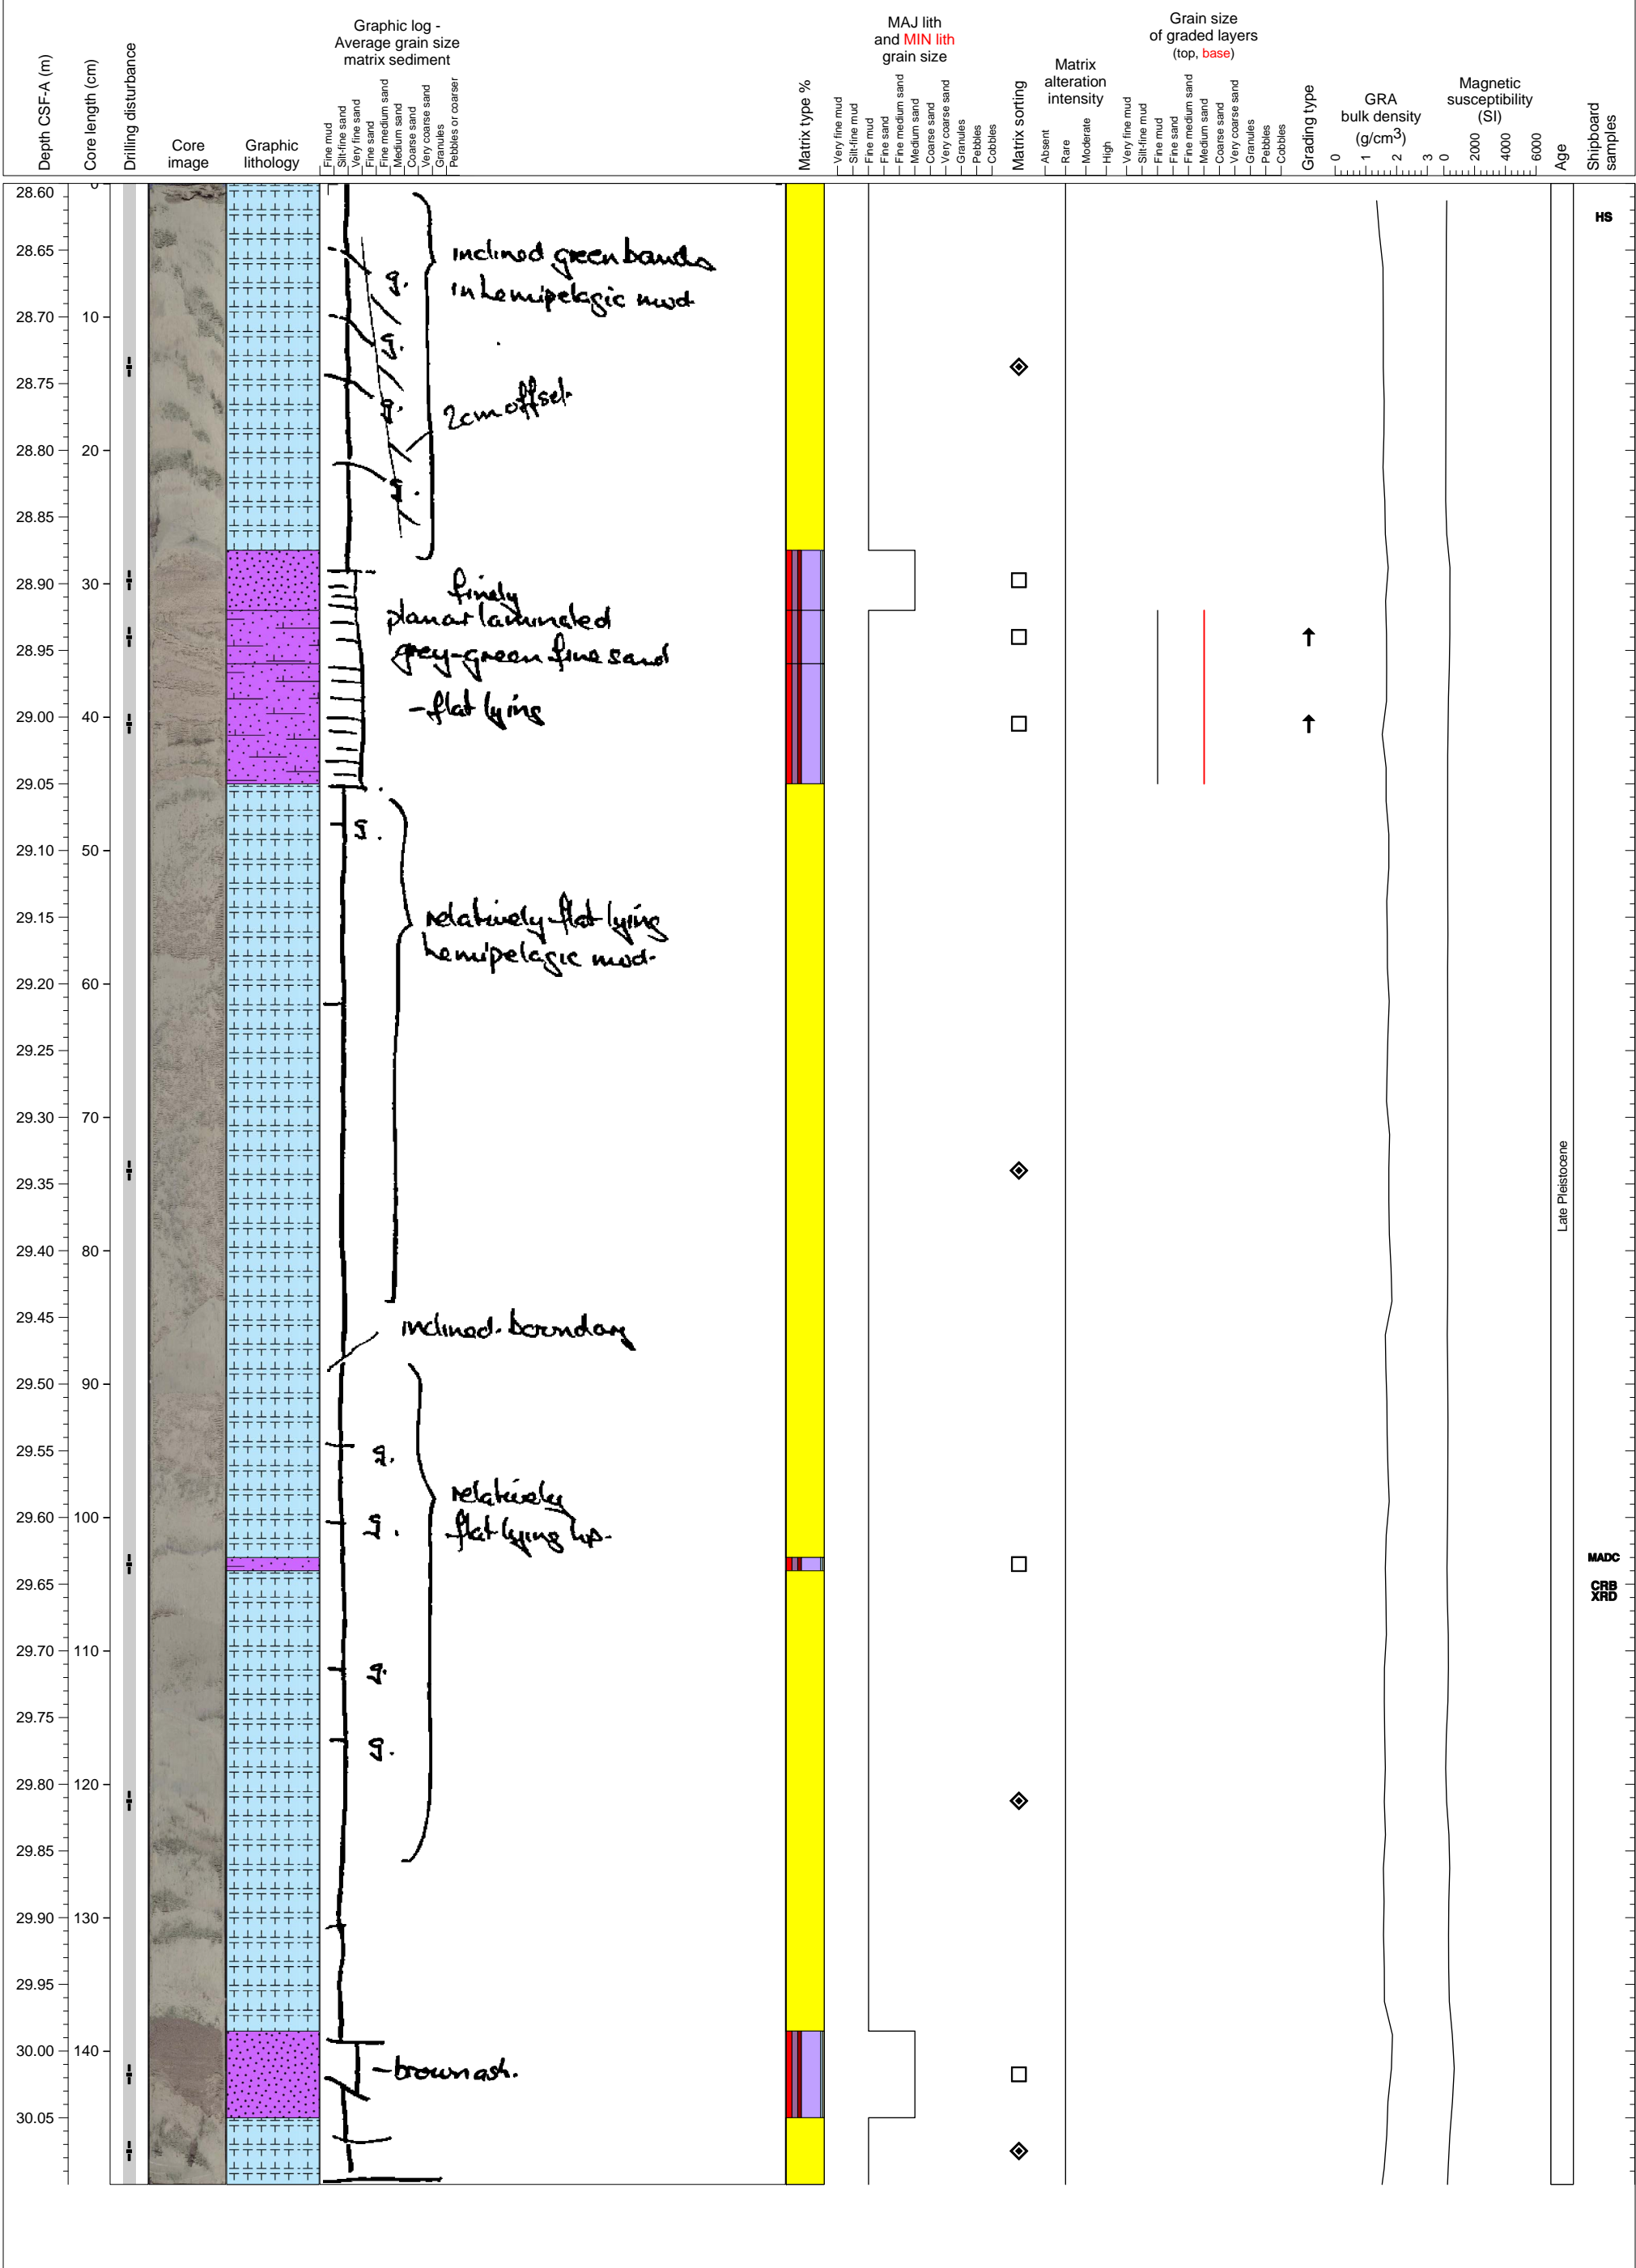 Depth CSF-A (m)
Core length (cm)
Drilling disturbance
Core
image
Graphic
lithology
Graphic log -
Average grain size
matrix sediment
Fine mud
Silt-fine sand
Very fine sand
Fine sand
Fine medium sand
Medium sand
Coarse sand
Very coarse sand
Granules
Pebbles or coarser
Matrix type %
MAJ lith
and MIN lith
grain size
Very fine mud
Silt-fine mud
Fine mud
Fine sand
Fine medium sand
Medium sand
Coarse sand
Very coarse sand
Granules
Pebbles
Cobbles
Matrix sorting
Matrix
alteration
intensity
Absent
Rare
Moderate
High
Grain size
of graded layers
(top, base)
Very fine mud
Silt-fine mud
Fine mud
Fine sand
Fine medium sand
Medium sand
Coarse sand
Very coarse sand
Granules
Pebbles
Cobbles
Grading type
GRA
bulk density
(g/cm3)
0 1 2 3
Magnetic
susceptibility
(SI)
0 2000 4000 6000
Age
Shipboard
samples
28.60 0
HS
28.65
inclined green bands
g.
in hemipelagic mud
28.70 10
g.
28.75
g.
2cm offset
28.80 20
g.
28.85
28.90 30
finely
planar laminated
28.95
grey-green fine sand
29.00 40
- flat lying
29.05
g.
29.10 50
29.15
relatively flat lying
hemipelagic mud.
29.20 60
29.25
29.30 70
29.35
Late Pleistocene
29.40 80
29.45
inclined boundary
29.50 90
29.55
g.
relatively
29.60 100
g.
flat lying hp.
MADC
29.65
CRB
XRD
29.70 110
g.
29.75
g.
29.80 120
29.85
29.90 130
29.95
30.00 140
- brown ash.
30.05